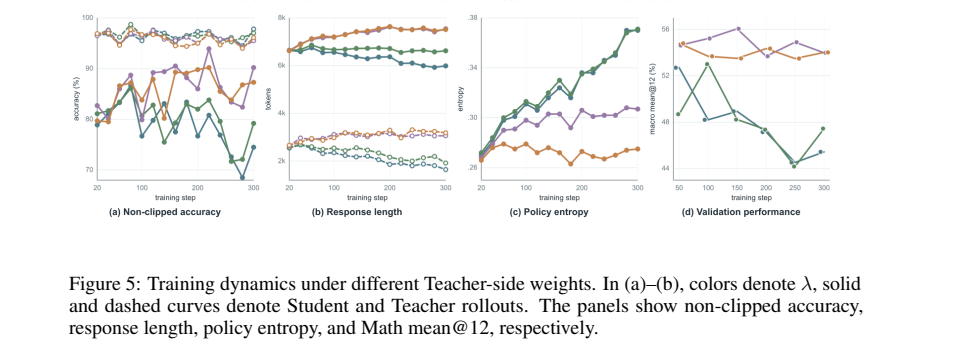 100
90
80
70
accuracy (%)
20
100
200
300
training step
(a) Non-clipped accuracy
8k
6k
4k
2k
tokens
20
100
200
300
training step
(b) Response length
.38
.34
.30
.26
entropy
20
100
200
300
training step
(c) Policy entropy
56
52
48
44
macro mean@12 (%)
50
100
150
200
250
300
training step
(d) Validation performance
Figure 5: Training dynamics under different Teacher-side weights. In (a)–(b), colors denote λ, solid
and dashed curves denote Student and Teacher rollouts. The panels show non-clipped accuracy,
response length, policy entropy, and Math mean@12, respectively.